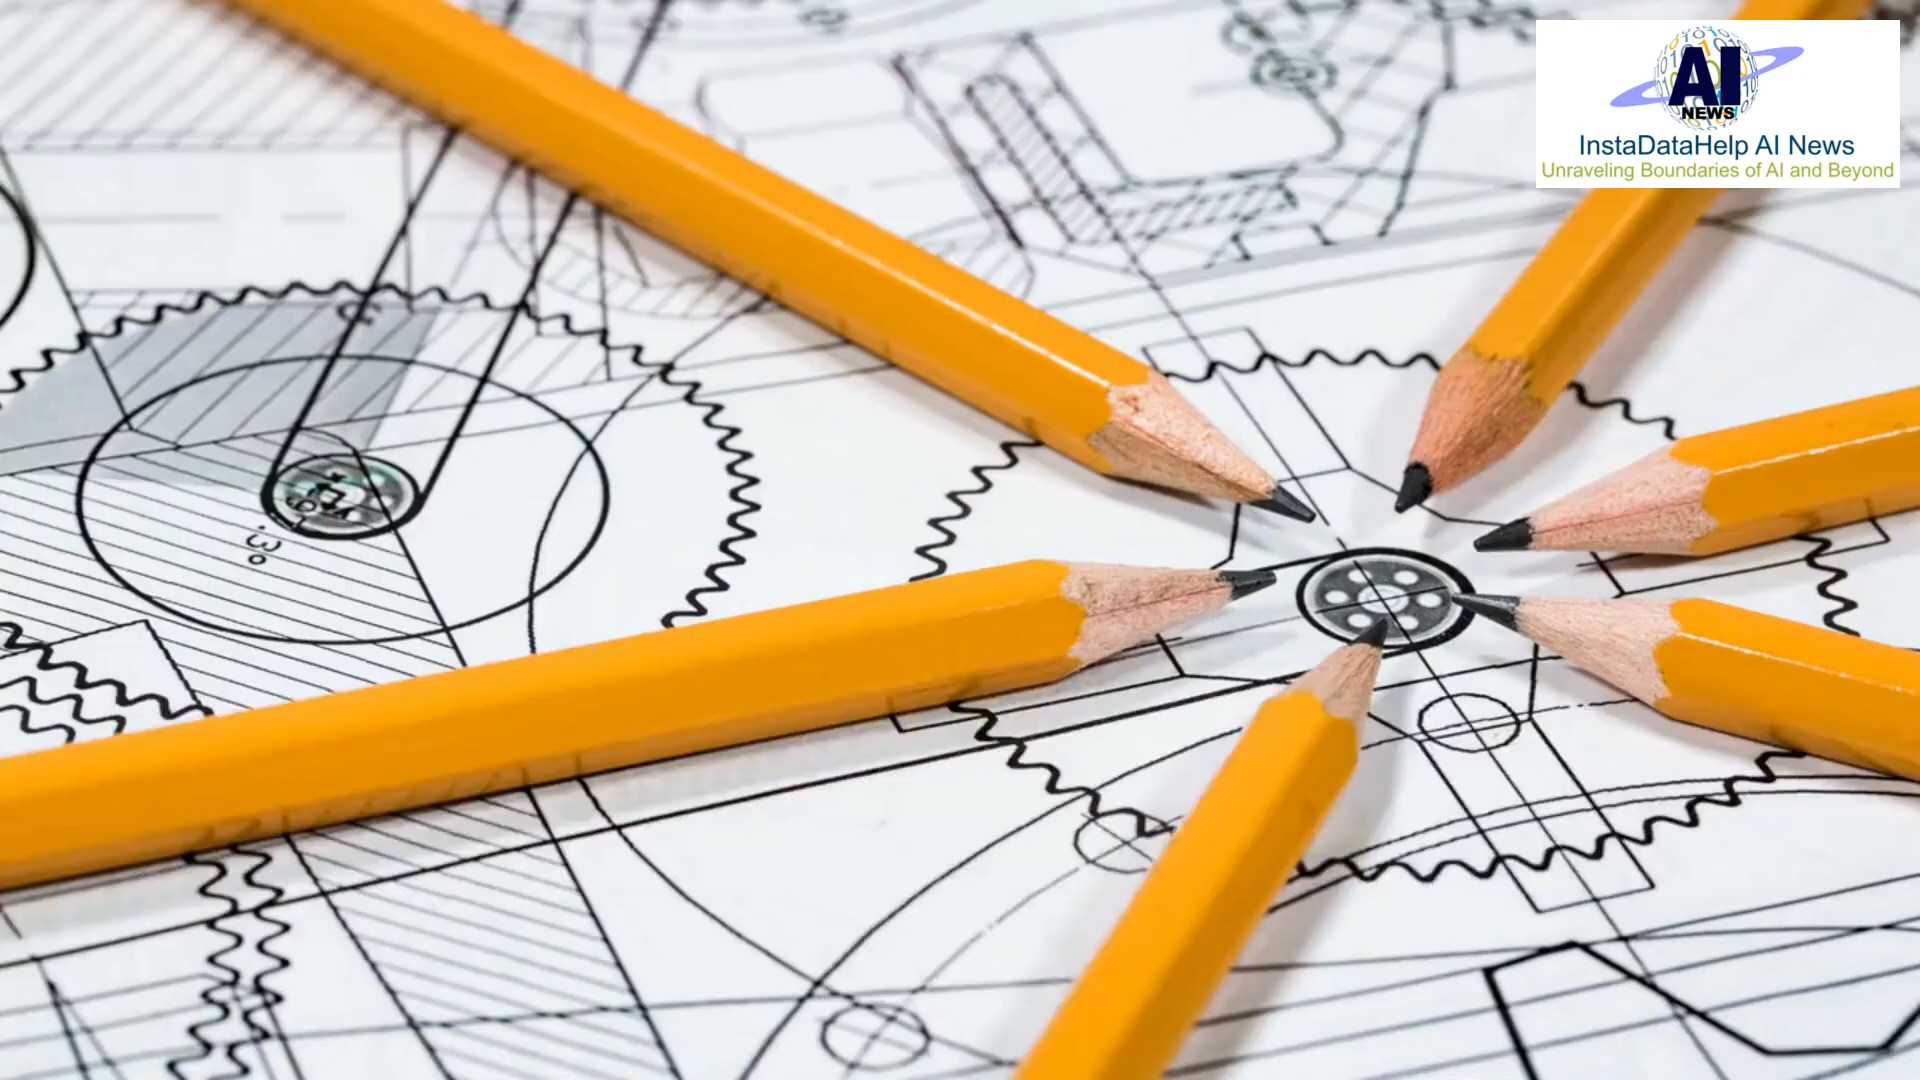 AI
NEWS
InstaDataHelp AI News
Unraveling Boundaries of AI and Beyond